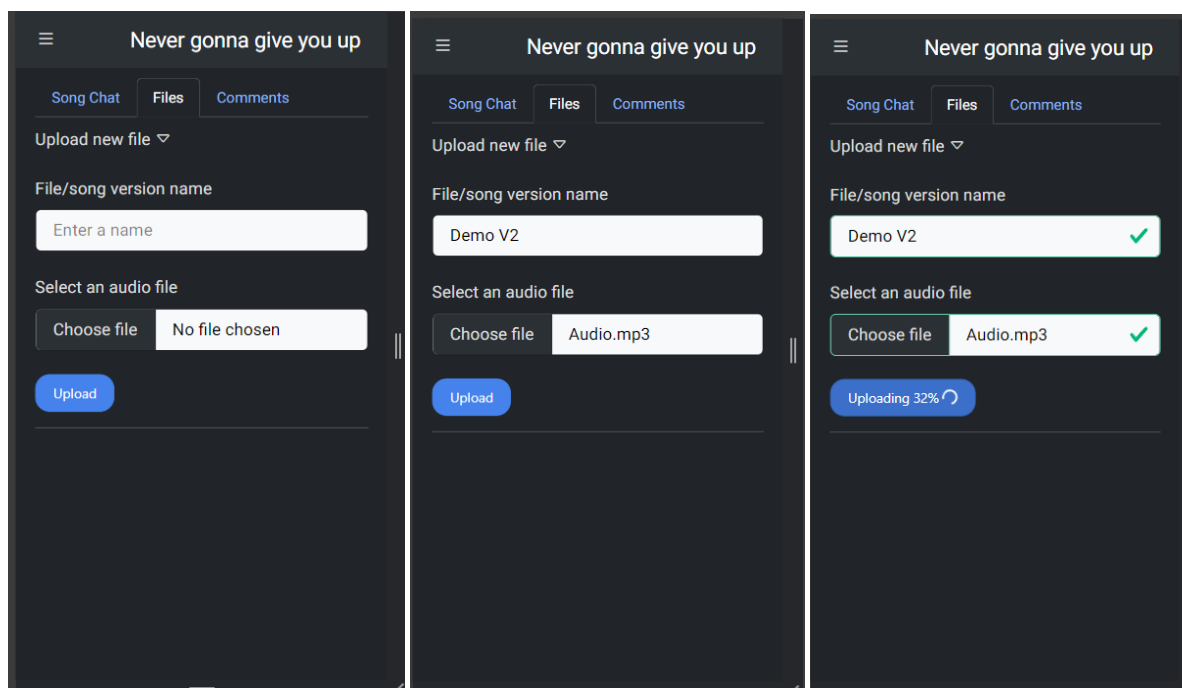 Never gonna give you up
Song Chat Files Comments
Upload new file
File/song version name
Enter a name
Select an audio file
Choose file No file chosen
Upload
Never gonna give you up
Song Chat Files Comments
Upload new file
File/song version name
Demo V2
Select an audio file
Choose file Audio.mp3
Upload
Never gonna give you up
Song Chat Files Comments
Upload new file
File/song version name
Demo V2
Select an audio file
Choose file Audio.mp3
Uploading 32%